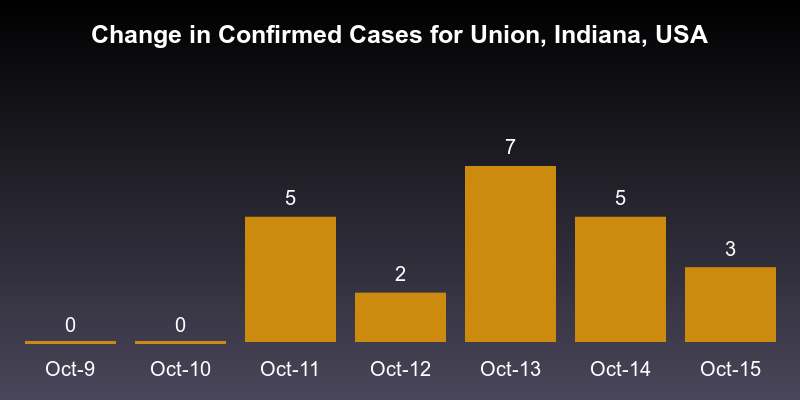 Change in Confirmed Cases for Union, Indiana, USA
7
5
5
3
2
0
0
Oct-9
Oct-10
Oct-11
Oct-12
Oct-13
Oct-14
Oct-15